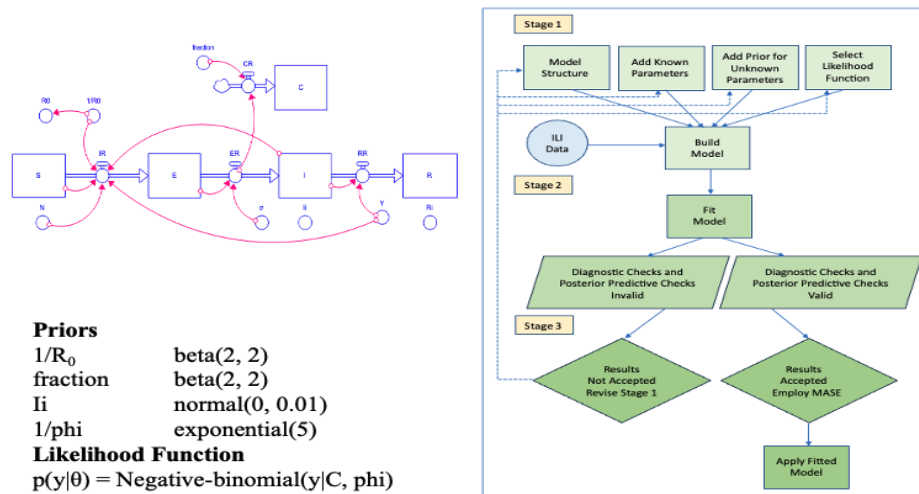 fraction
CR
C
R0
1/R0
IR
ER
RR
S
E
I
R
N
σ
Ii
γ
Ri
Priors
1/R₀ beta(2, 2)
fraction beta(2, 2)
Ii normal(0, 0.01)
1/phi exponential(5)
Likelihood Function
p(y|θ) = Negative-binomial(y|C, phi)
Stage 1
Model
Structure
Add Known
Parameters
Add Prior for
Unknown
Parameters
Select
Likelihood
Function
ILI
Data
Build
Model
Stage 2
Fit
Model
Diagnostic Checks and
Posterior Predictive Checks
Invalid
Diagnostic Checks and
Posterior Predictive Checks
Valid
Stage 3
Results
Not Accepted
Revise Stage 1
Results
Accepted
Employ MASE
Apply Fitted
Model